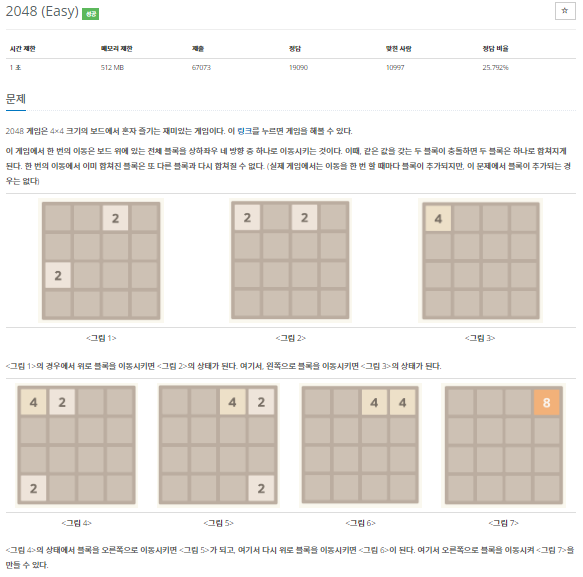 2048 (Easy) 성공
☆
시간 제한 메모리 제한 제출 정답 맞힌 사람 정답 비율
1 초 512 MB 67073 19090 10997 25.792%
문제
2048 게임은 4×4 크기의 보드에서 혼자 즐기는 재미있는 게임이다. 이 링크를 누르면 게임을 해볼 수 있다.
이 게임에서 한 번의 이동은 보드 위에 있는 전체 블록을 상하좌우 네 방향 중 하나로 이동시키는 것이다. 이때, 같은 값을 갖는 두 블록이 충돌하면 두 블록은 하나로 합쳐지게
된다. 한 번의 이동에서 이미 합쳐진 블록은 또 다른 블록과 다시 합쳐질 수 없다. (실제 게임에서는 이동을 한 번 할 때마다 블록이 추가되지만, 이 문제에서 블록이 추가되는 경
우는 없다)
2
2
2 2
4
<그림 1> <그림 2> <그림 3>
<그림 1>의 경우에서 위로 블록을 이동시키면 <그림 2>의 상태가 된다. 여기서, 왼쪽으로 블록을 이동시키면 <그림 3>의 상태가 된다.
4 2
2
4 2
2
4 4
8
<그림 4> <그림 5> <그림 6> <그림 7>
<그림 4>의 상태에서 블록을 오른쪽으로 이동시키면 <그림 5>가 되고, 여기서 다시 위로 블록을 이동시키면 <그림 6>이 된다. 여기서 오른쪽으로 블록을 이동시켜 <그림 7>을
만들 수 있다.